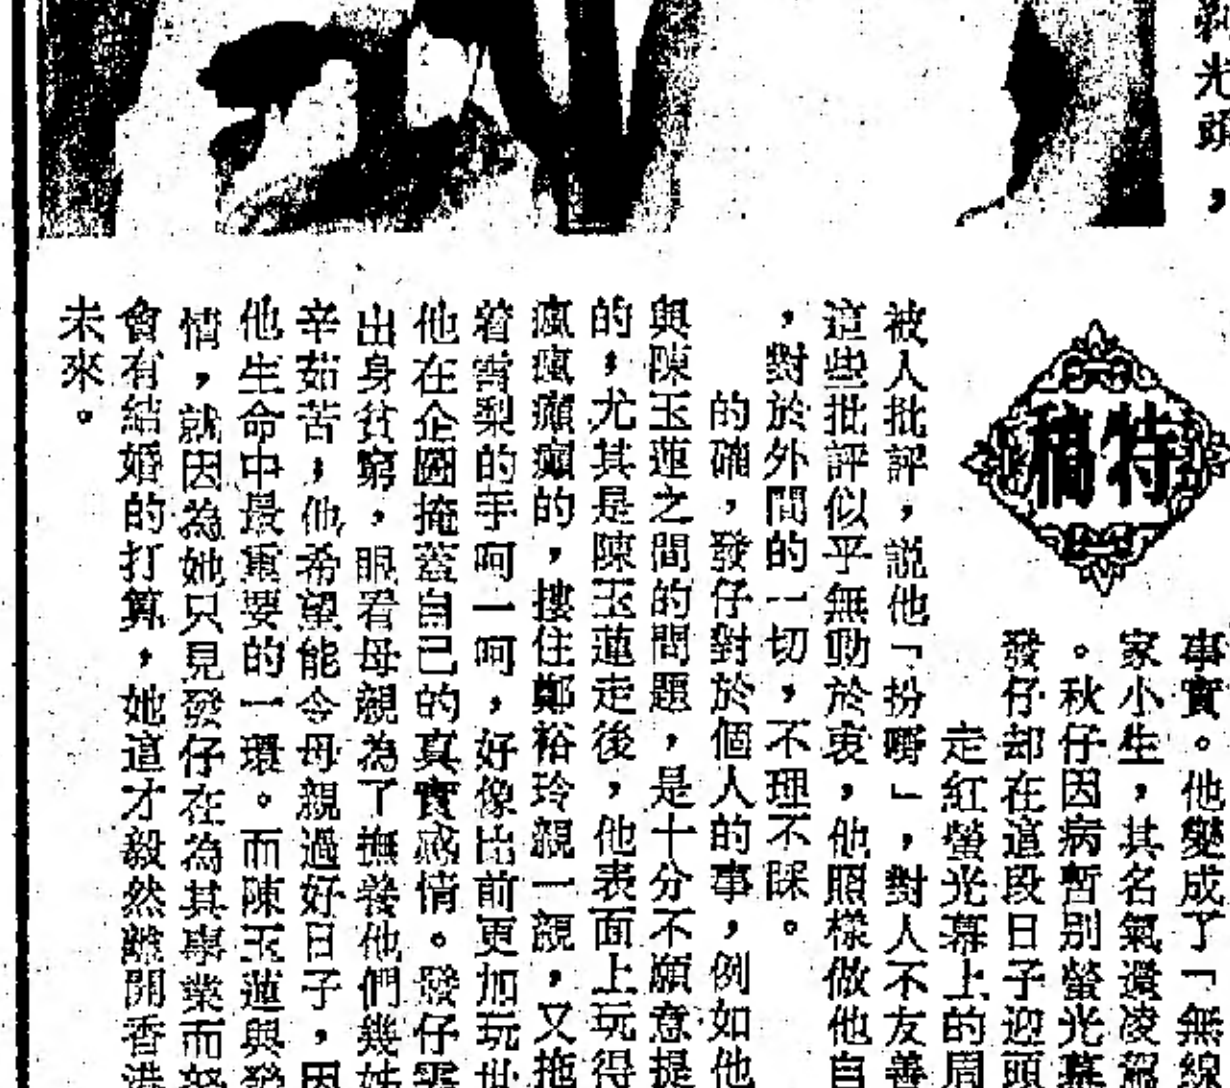 剃光頭，
特稿
事實。他變成了「無線
家小生，其名氣還凌駕
。秋仔因病暫別螢光幕
發仔却在這段日子迎頭
走紅螢光幕上的周
被人批評，説他「扮嘢」，對人不友善
這些批評似乎無動於衷，他照樣做他自
，對於外間的一切，不理不睬。
的確，發仔對於個人的事，例如他
與陳玉蓮之間的問題，是十分不願意提
的，尤其是陳玉蓮走後，他表面上玩得
瘋瘋癲癲的，摟住鄭裕玲親一親，又拖
着雪梨的手呵一呵，好像比前更加玩世
他在企圖掩蓋自己的真實感情。發仔
出身貧窮，眼看母親為了撫養他們幾姊
辛茹苦，他希望能令母親過好日子，因
他生命中最重要的一環。而陳玉蓮與發
情，就因為她只見發仔在為其專業而努
會有結婚的打算，她這才毅然離開香港
未來。